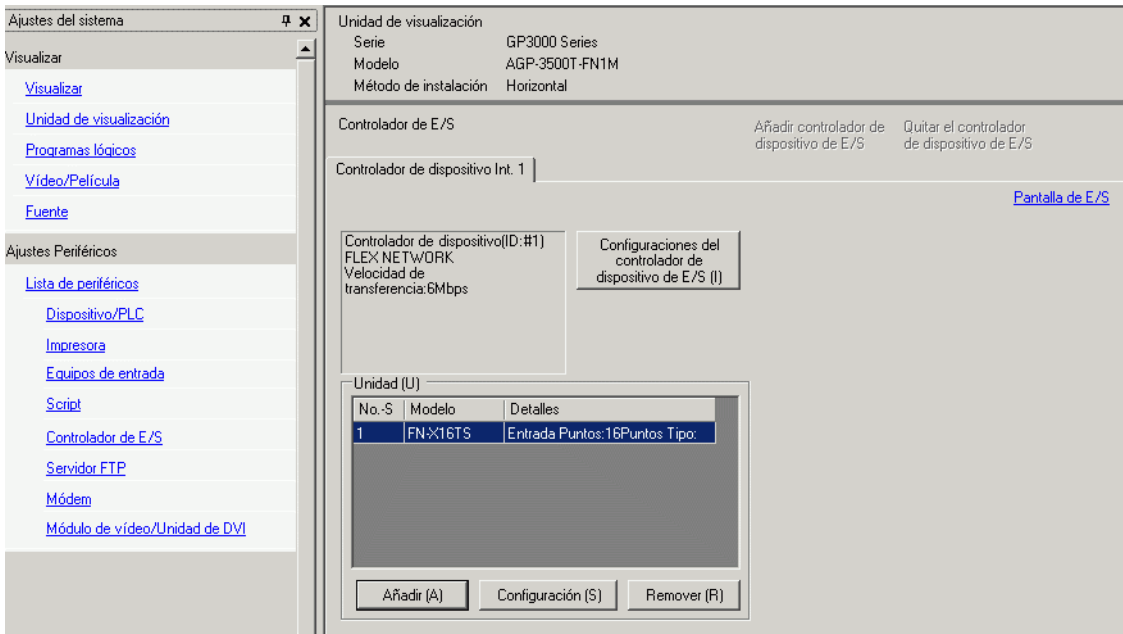 Ajustes del sistema
Visualizar
Visualizar
Unidad de visualización
Programas lógicos
Vídeo/Película
Fuente
Ajustes Periféricos
Lista de periféricos
Dispositivo/PLC
Impresora
Equipos de entrada
Script
Controlador de E/S
Servidor FTP
Módem
Módulo de vídeo/Unidad de DVI
Unidad de visualización
Serie GP3000 Series
Modelo AGP-3500T-FN1M
Método de instalación Horizontal
Controlador de E/S
Añadir controlador de
dispositivo de E/S
Quitar el controlador
de dispositivo de E/S
Controlador de dispositivo Int. 1
Pantalla de E/S
Controlador de dispositivo(ID:#1)
FLEX NETWORK
Velocidad de
transferencia:6Mbps
Configuraciones del
controlador de
dispositivo de E/S (I)
Unidad (U)
No.-S Modelo Detalles
1 FN-X16TS Entrada Puntos:16Puntos Tipo:
Añadir (A) Configuración (S) Remover (R)